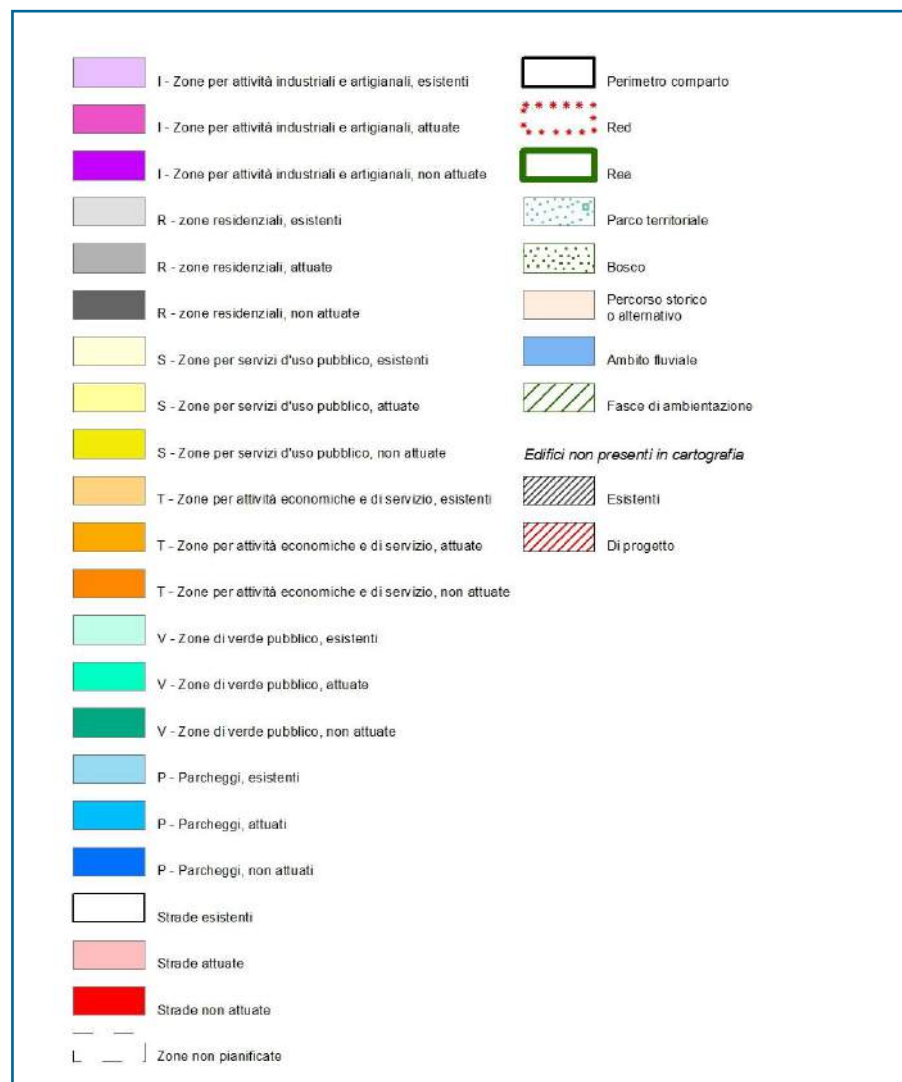 I - Zone per attività industriali e artigianali, esistenti
I - Zone per attività industriali e artigianali, attuate
I - Zone per attività industriali e artigianali, non attuate
R - zone residenziali, esistenti
R - zone residenziali, attuate
R - zone residenziali, non attuate
S - Zone per servizi d'uso pubblico, esistenti
S - Zone per servizi d'uso pubblico, attuate
S - Zone per servizi d'uso pubblico, non attuate
T - Zone per attività economiche e di servizio, esistenti
T - Zone per attività economiche e di servizio, attuate
T - Zone per attività economiche e di servizio, non attuate
V - Zone di verde pubblico, esistenti
V - Zone di verde pubblico, attuate
V - Zone di verde pubblico, non attuate
P - Parcheggi, esistenti
P - Parcheggi, attuati
P - Parcheggi, non attuati
Strade esistenti
Strade attuate
Strade non attuate
Zone non pianificate
Perimetro comparto
Red
Rea
Parco territoriale
Bosco
Percorso storico
o alternativo
Ambito fluviale
Fasce di ambientazione
Edifici non presenti in cartografia
Esistenti
Di progetto